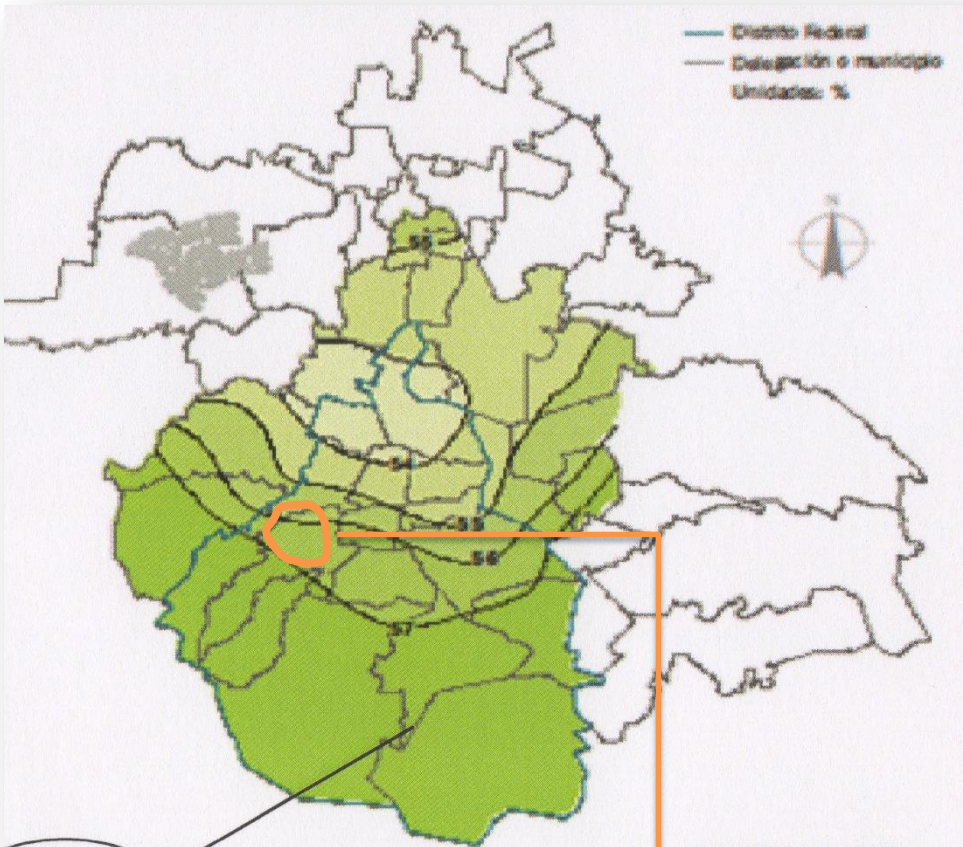 Distrito Federal
Delegación o municipio
Unidades: %
N
55
54
55
56
57